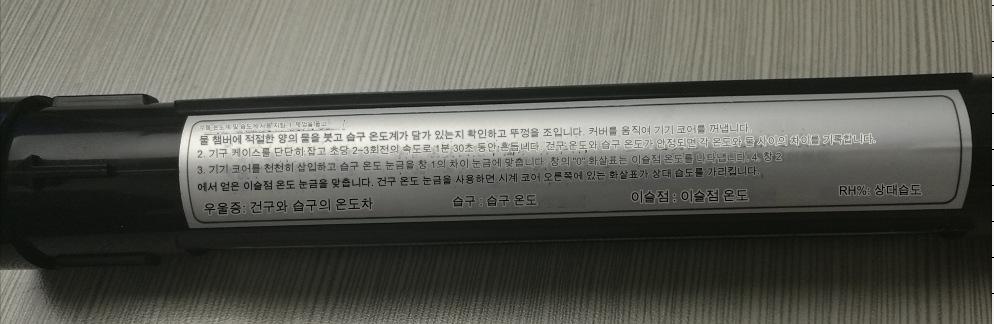 물 챔버에 적절한 양의 물을 붓고 습구 온도계가 담가 있는지 확인하고 뚜껑을 조입니다. 커버를 움직여 기기 코어를 꺼냅니다.
2. 기구 케이스를 단단히 잡고 초당 2-3회전의 속도로 1분 30초 동안 흔듭니다. 건구 온도와 습구 온도가 안정되면 각 온도와 둘 사이의 차이를 기록합니다.
3. 기기 코어를 천천히 삽입하고 습구 온도 눈금을 창 1의 차이 눈금에 맞춥니다. 창의 "0" 화살표는 이슬점 온도를 나타냅니다. 4. 창 2
에서 얻은 이슬점 온도 눈금을 맞춥니다. 건구 온도 눈금을 사용하면 시계 코어 오른쪽에 있는 화살표가 상대 습도를 가리킵니다.
우울증: 건구와 습구의 온도차 습구 : 습구 온도 이슬점 : 이슬점 온도 RH%: 상대습도